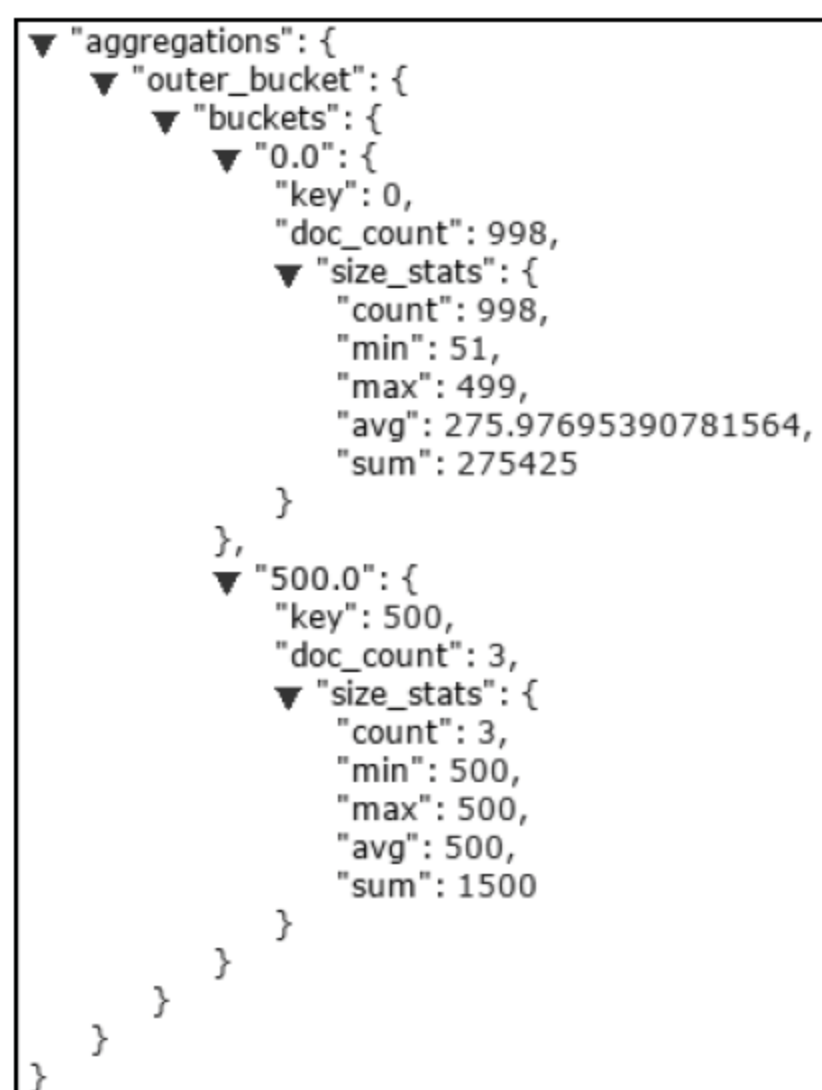 "aggregations": {
"outer_bucket": {
"buckets": {
"0.0": {
"key": 0,
"doc_count": 998,
"size_stats": {
"count": 998,
"min": 51,
"max": 499,
"avg": 275.97695390781564,
"sum": 275425
}
},
"500.0": {
"key": 500,
"doc_count": 3,
"size_stats": {
"count": 3,
"min": 500,
"max": 500,
"avg": 500,
"sum": 1500
}
}
}
}
}